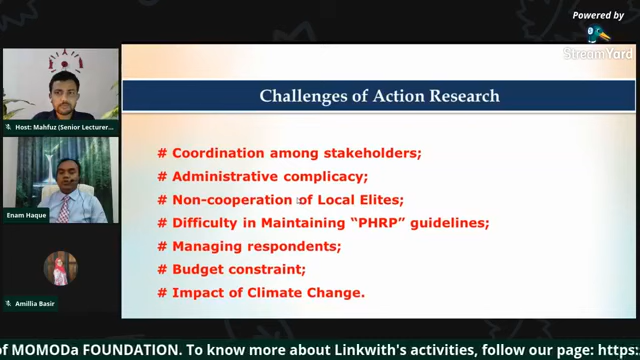 Powered by
StreamYard
Challenges of Action Research
# Coordination among stakeholders;
# Administrative complicacy;
# Non-cooperation of Local Elites;
# Difficulty in Maintaining “PHRP” guidelines;
# Managing respondents;
# Budget constraint;
# Impact of Climate Change.
Host: Mahfuz (Senior Lecturer...
Enam Haque
Amillia Basir
of MOMODa FOUNDATION. To know more about Linkwith's activities, follow our page: https: